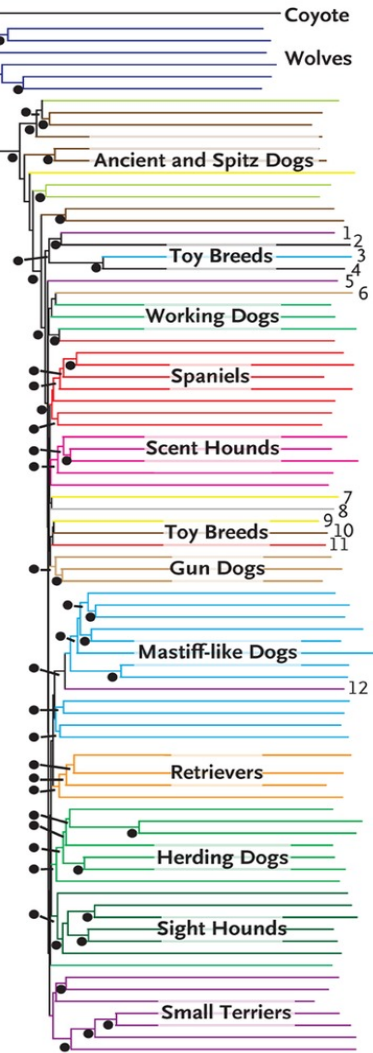 Coyote
Wolves
Ancient and Spitz Dogs
1
2
Toy Breeds
3
4
5
6
Working Dogs
Spaniels
Scent Hounds
7
8
9
Toy Breeds
10
11
Gun Dogs
Mastiff-like Dogs
12
Retrievers
Herding Dogs
Sight Hounds
Small Terriers